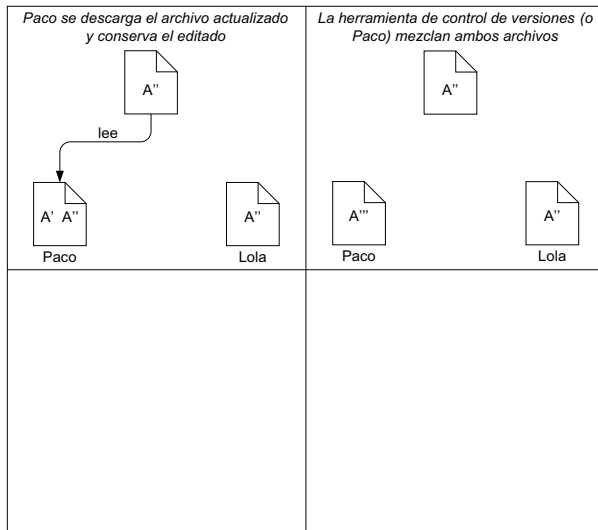 Paco se descarga el archivo actualizado
y conserva el editado
A''
lee
A' A''
Paco
A''
Lola
La herramienta de control de versiones (o
Paco) mezclan ambos archivos
A''
A'''
Paco
A''
Lola